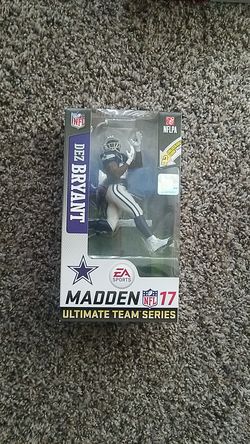 NFL
NFLPA
DEZ BRYANT
EA
SPORTS
MADDEN NFL 17
ULTIMATE TEAM SERIES